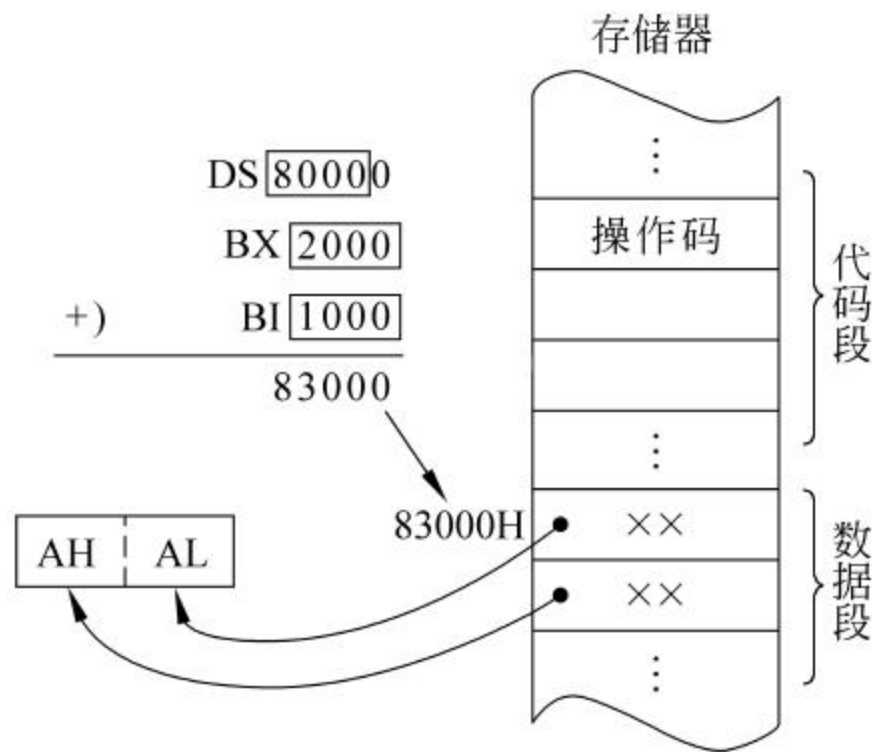 存储器
⋮
DS 80000
操作码
BX 2000
+) BI 1000
83000
⋮
代码段
83000H ××
AH AL
××
数据段
⋮